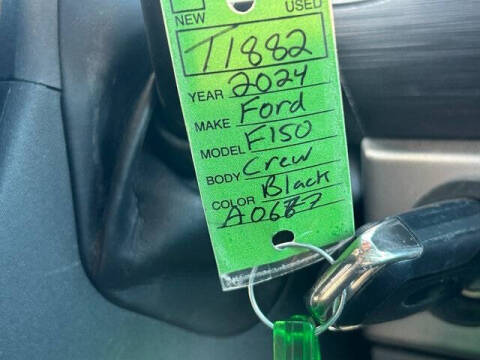 NEW USED
T1882
YEAR 2024
MAKE Ford
MODEL F150
BODY Crew
COLOR Black